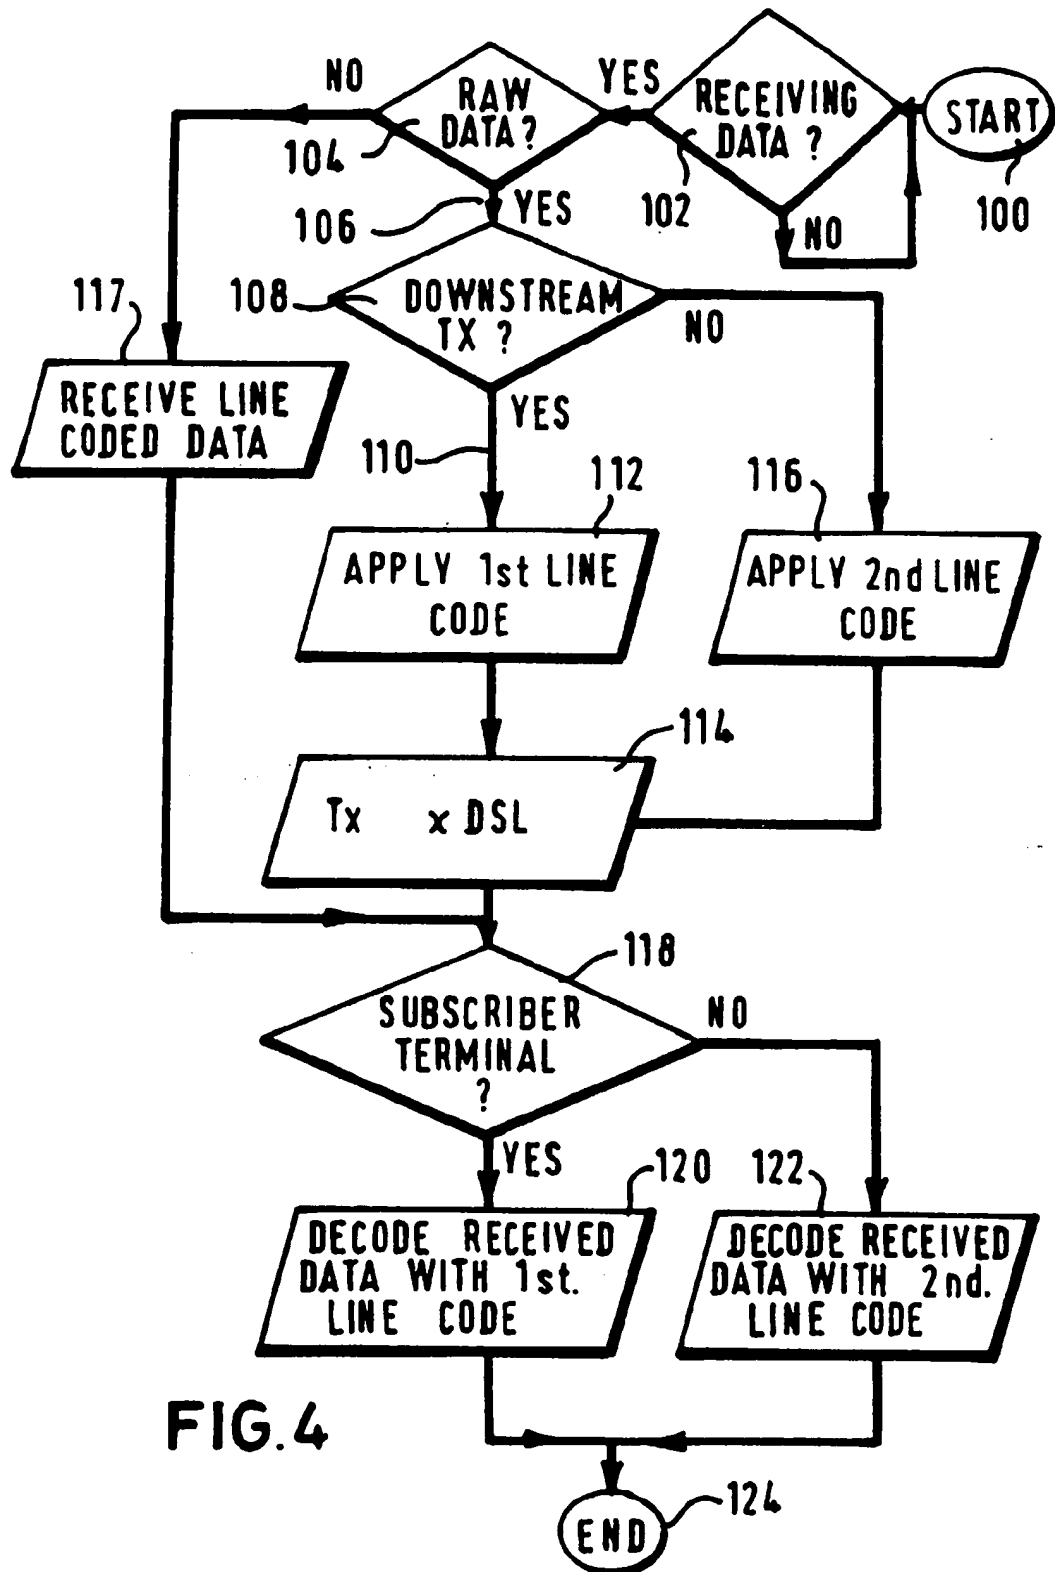 START
100
RECEIVING
DATA ?
102
YES
NO
RAW
DATA?
104
NO
106
YES
108
DOWNSTREAM
TX ?
NO
YES
117
RECEIVE LINE
CODED DATA
110
112
APPLY 1st LINE
CODE
116
APPLY 2nd LINE
CODE
114
Tx x DSL
118
SUBSCRIBER
TERMINAL
?
NO
YES
120
DECODE RECEIVED
DATA WITH 1st.
LINE CODE
122
DECODE RECEIVED
DATA WITH 2nd.
LINE CODE
FIG. 4
END
124